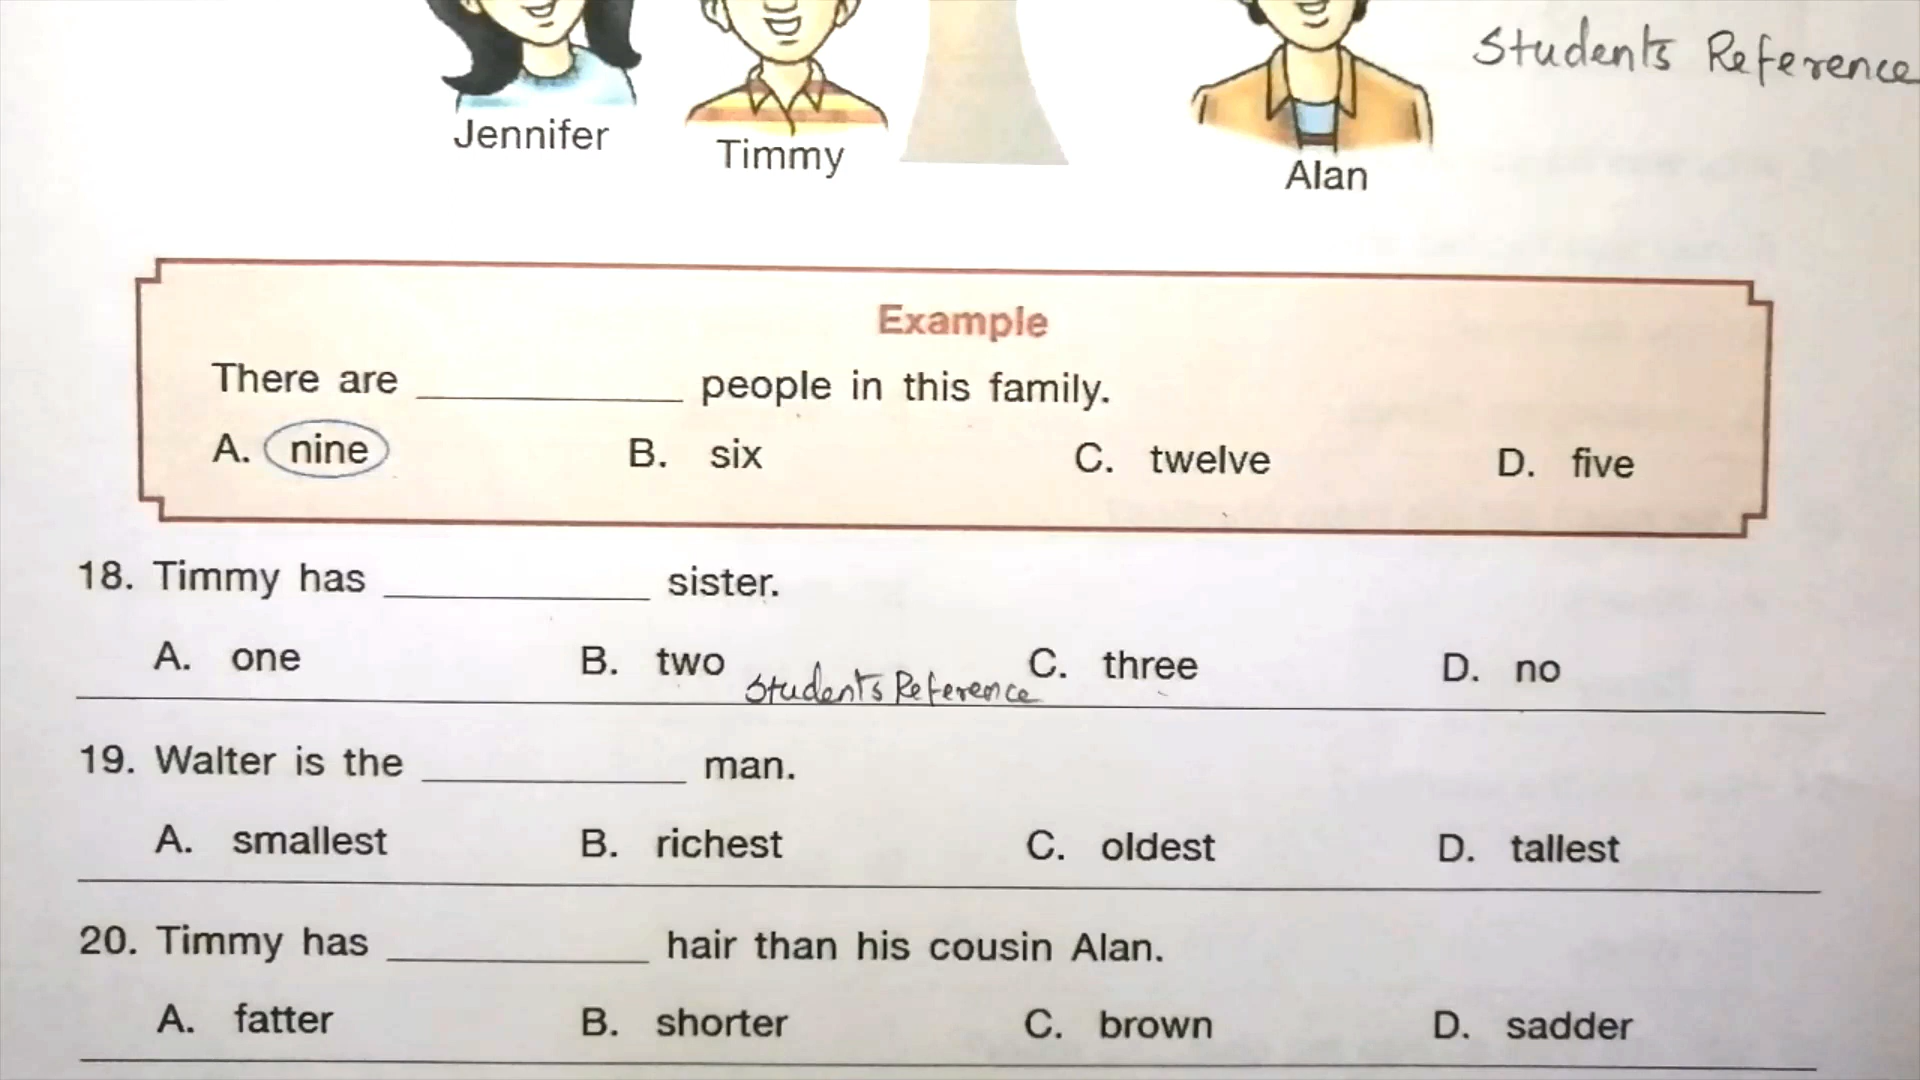 Students Reference
Jennifer
Timmy
Alan
Example
There are ____________ people in this family.
A. nine B. six C. twelve D. five
18. Timmy has ____________ sister.
A. one B. two C. three D. no
Students Reference
19. Walter is the ____________ man.
A. smallest B. richest C. oldest D. tallest
20. Timmy has ____________ hair than his cousin Alan.
A. fatter B. shorter C. brown D. sadder